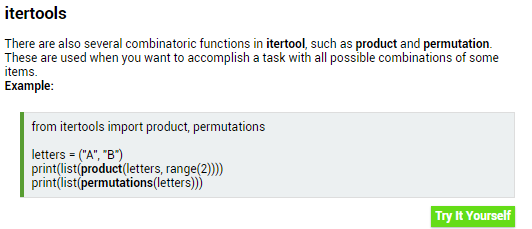 itertools
There are also several combinatoric functions in itertool, such as product and permutation.
These are used when you want to accomplish a task with all possible combinations of some
items.
Example:
from itertools import product, permutations
letters = ("A", "B")
print(list(product(letters, range(2))))
print(list(permutations(letters)))
Try It Yourself